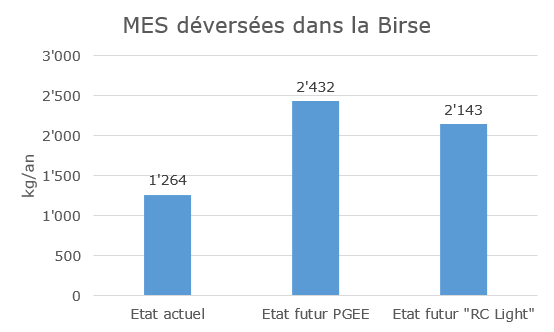 MES déversées dans la Birse
3'000
2'500
2'000
1'500
1'000
500
0
kg/an
1'264
2'432
2'143
Etat actuel
Etat futur PGEE
Etat futur "RC Light"